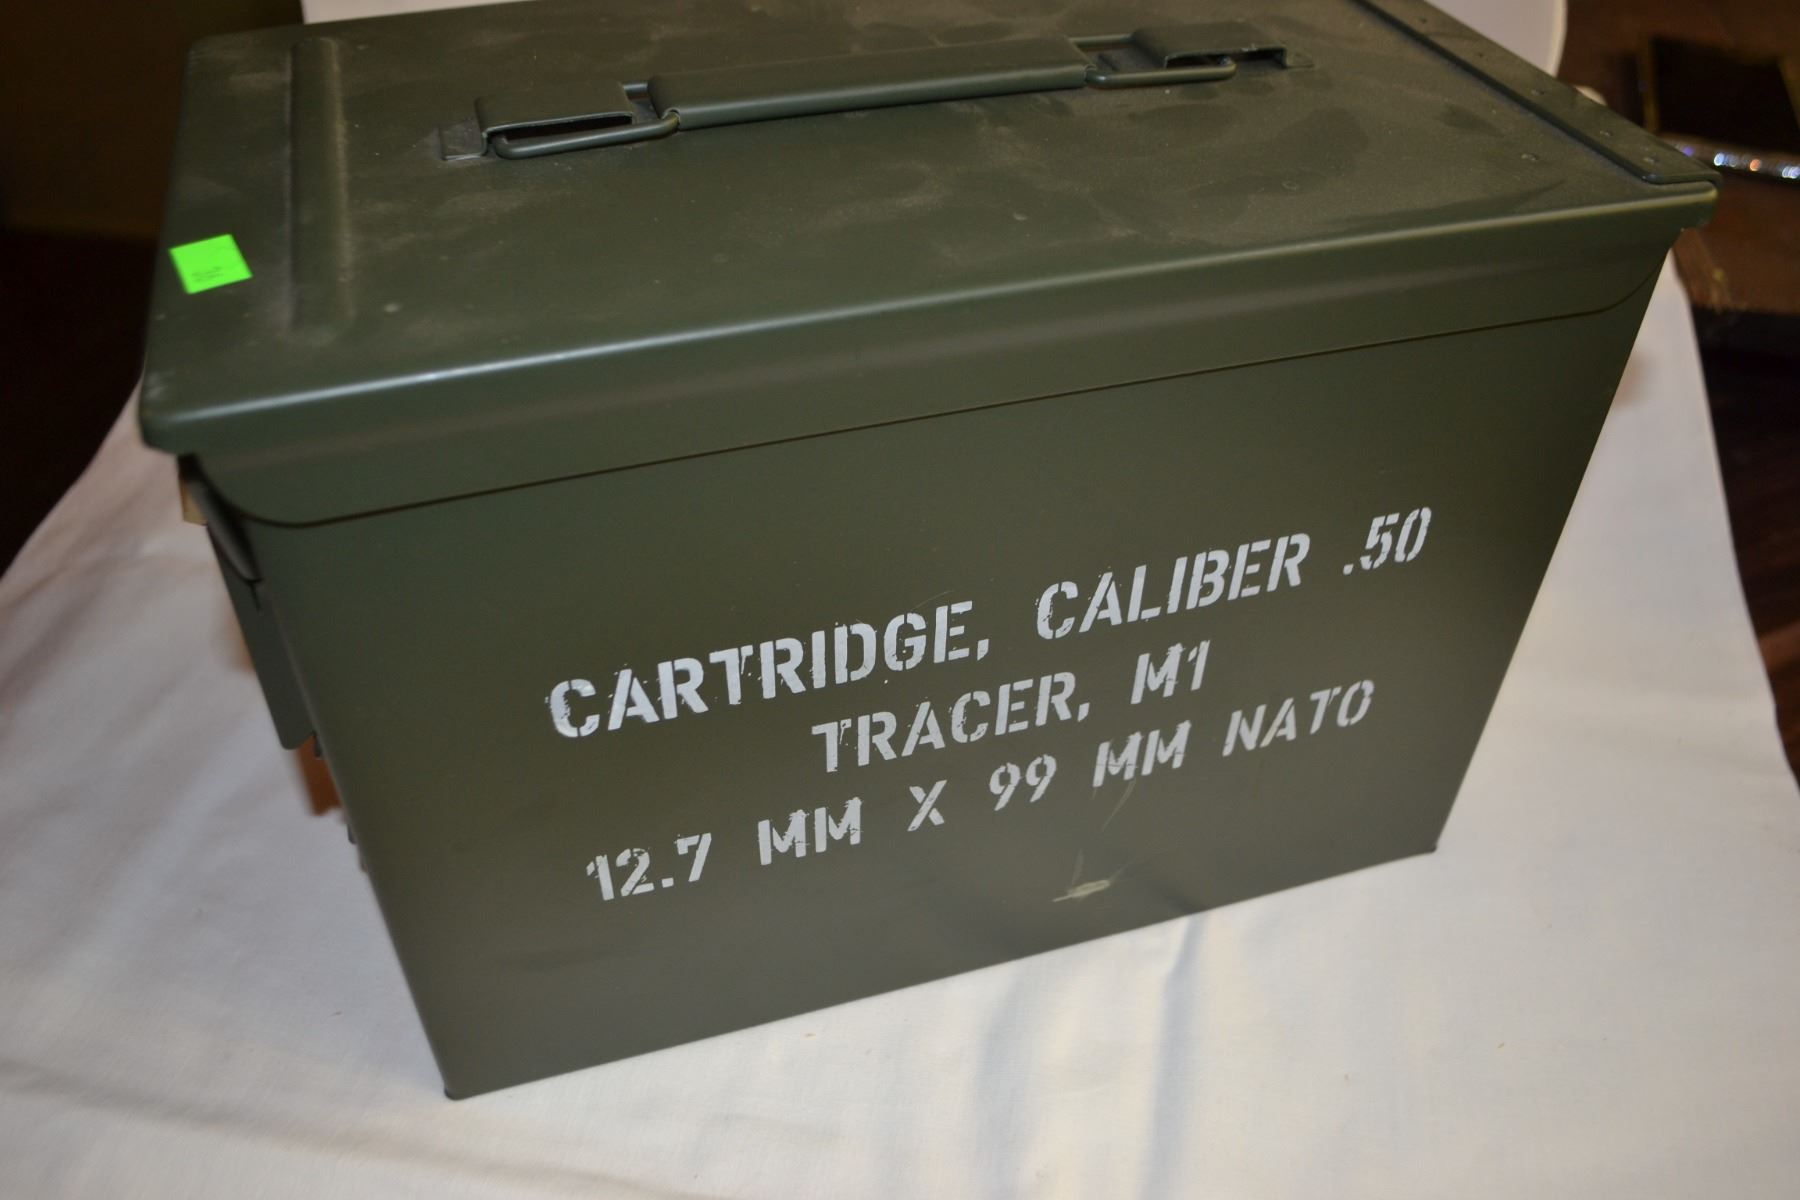 CARTRIDGE, CALIBER .50
TRACER, M1
12.7 MM X 99 MM NATO